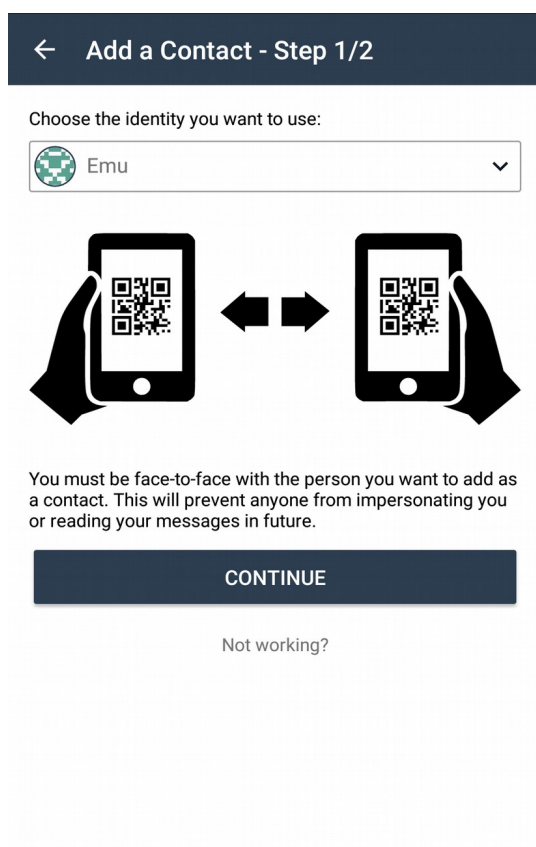 Add a Contact - Step 1/2
Choose the identity you want to use:
Emu
You must be face-to-face with the person you want to add as
a contact. This will prevent anyone from impersonating you
or reading your messages in future.
CONTINUE
Not working?